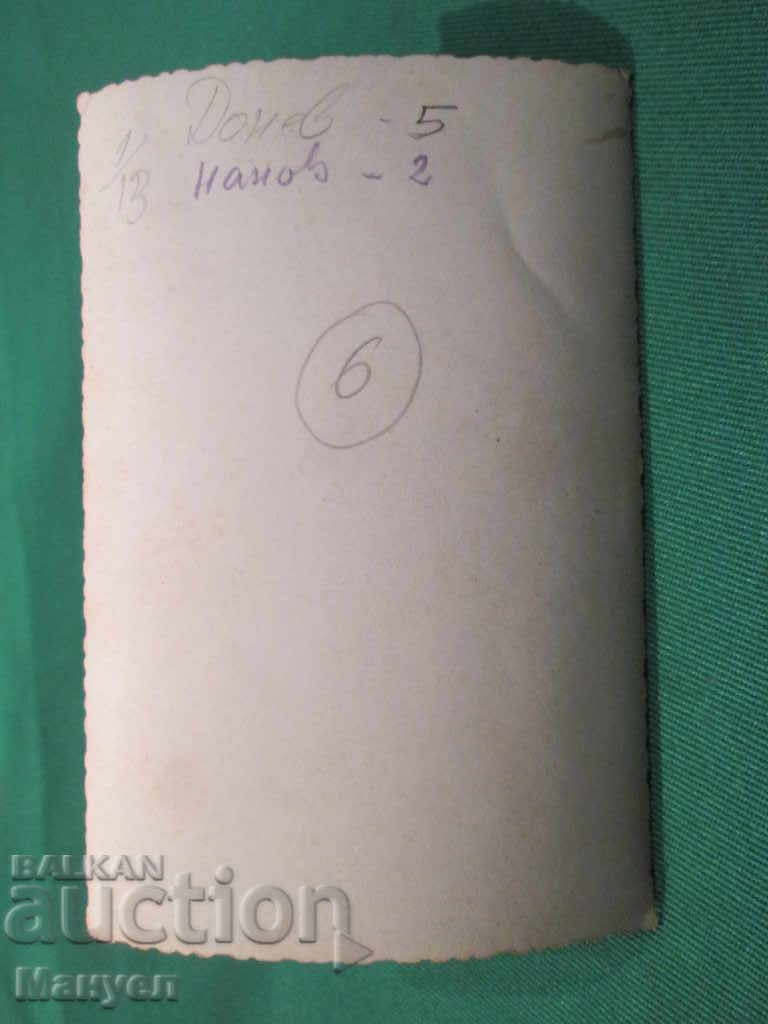 Донев - 5
1/13 Нанов - 2
6
BALKAN
auction
Мануел